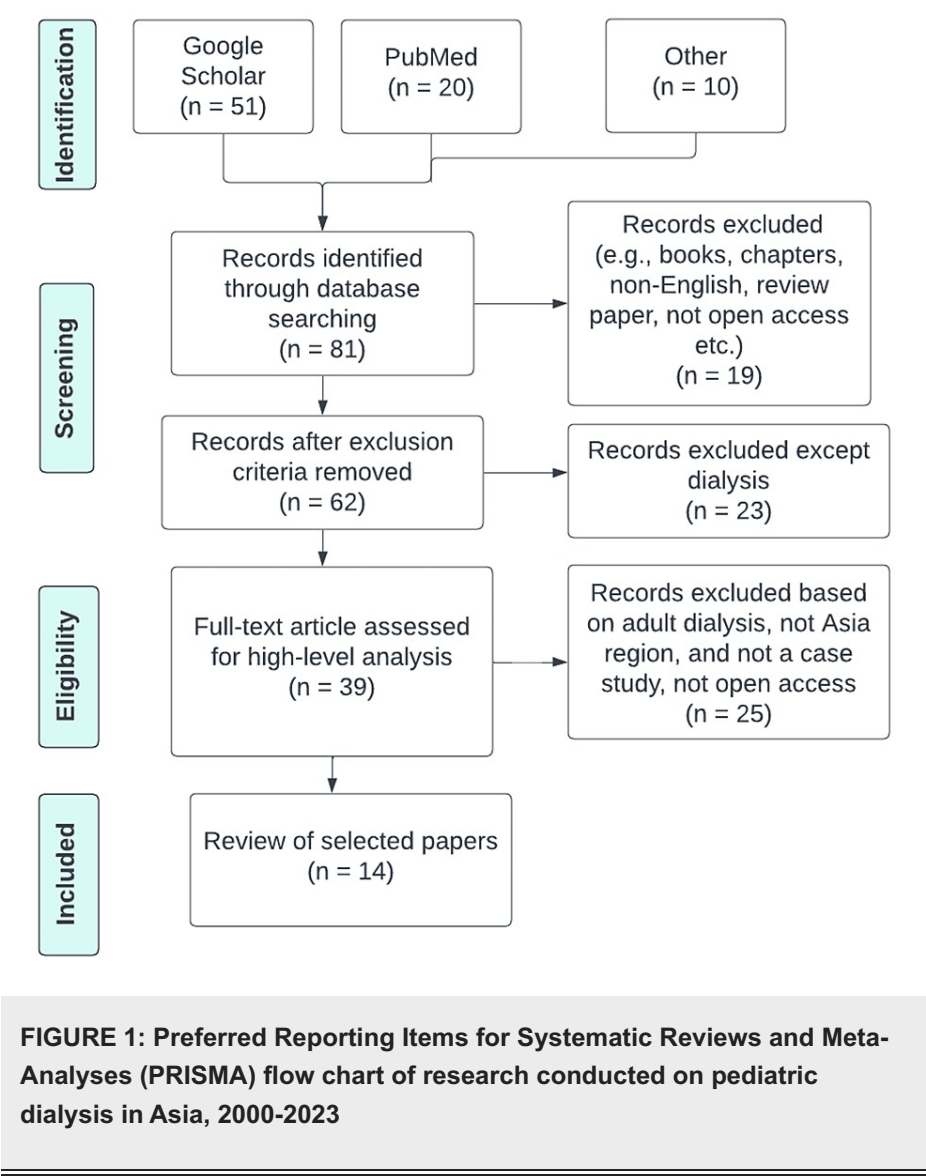 Identification
Google
Scholar
(n = 51)
PubMed
(n = 20)
Other
(n = 10)
Screening
Records identified
through database
searching
(n = 81)
Records excluded
(e.g., books, chapters,
non-English, review
paper, not open access
etc.)
(n = 19)
Records after exclusion
criteria removed
(n = 62)
Records excluded except
dialysis
(n = 23)
Eligibility
Full-text article assessed
for high-level analysis
(n = 39)
Records excluded based
on adult dialysis, not Asia
region, and not a case
study, not open access
(n = 25)
Included
Review of selected papers
(n = 14)
FIGURE 1: Preferred Reporting Items for Systematic Reviews and Meta-
Analyses (PRISMA) flow chart of research conducted on pediatric
dialysis in Asia, 2000-2023